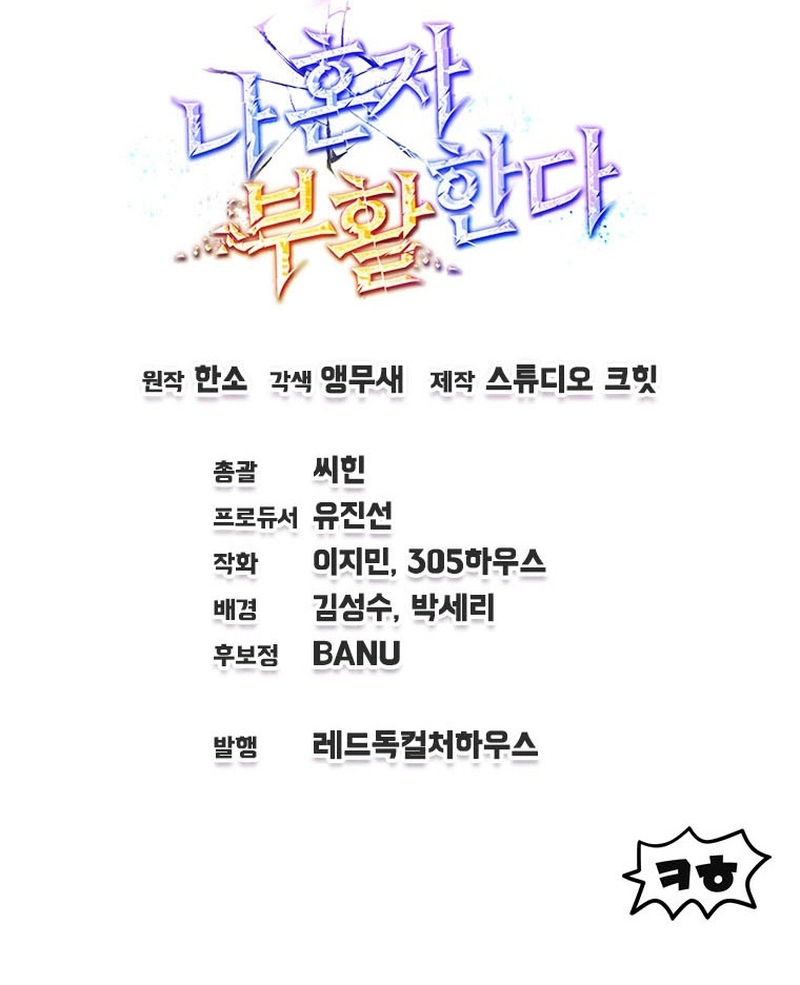 나 혼자
부활 한다
원작 한소 각색 앵무새 제작 스튜디오 크힛
총괄 씨힌
프로듀서 유진선
작화 이지민, 305하우스
배경 김성수, 박세리
후보정 BANU
발행 레드독컬처하우스
ㅋㅎ